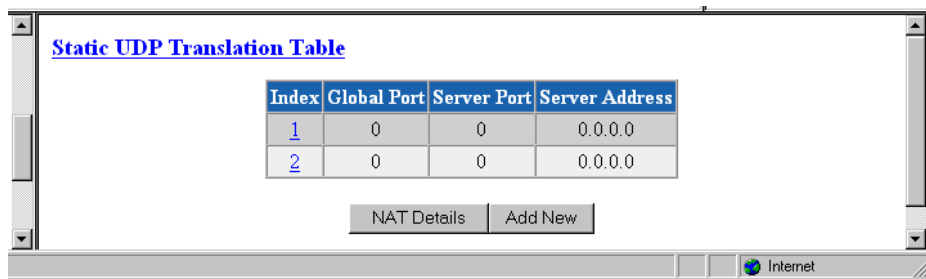 Static UDP Translation Table
Index Global Port Server Port Server Address
1 0 0 0.0.0.0
2 0 0 0.0.0.0
NAT Details Add New
Internet